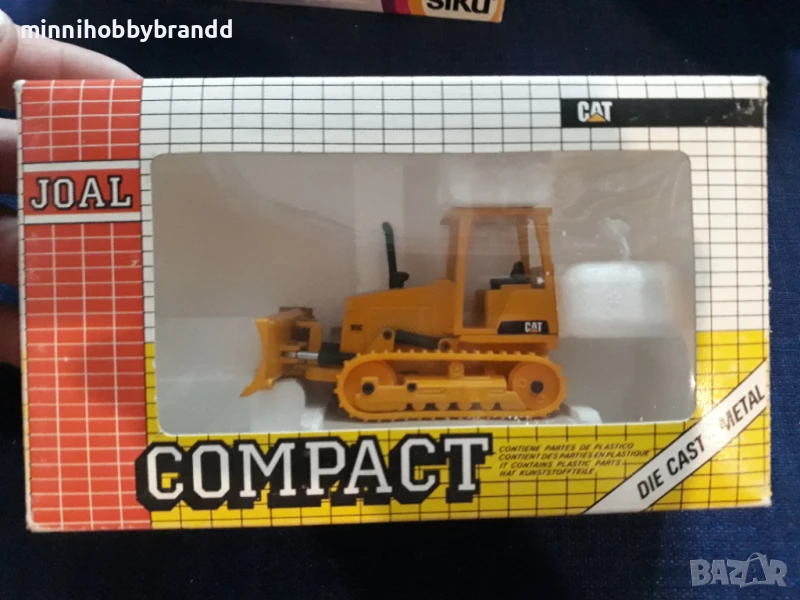 minnihobbybrandd
siku
CAT
JOAL
CAT
COMPACT
CONTIENE PARTES DE PLASTICO
CONTIENT DES PARTIES EN PLASTIQUE
IT CONTAINS PLASTIC PARTS
HAT KUNSTSTOFFTEILE
DIE CAST - METAL
BAZAR